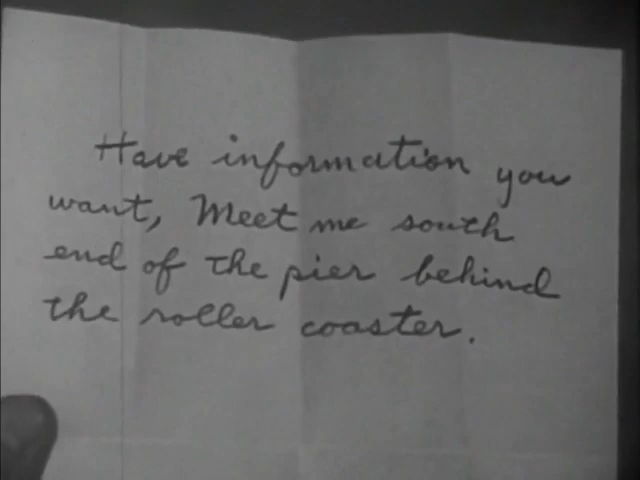 Have information you
want, Meet me south
end of the pier behind
the roller coaster.